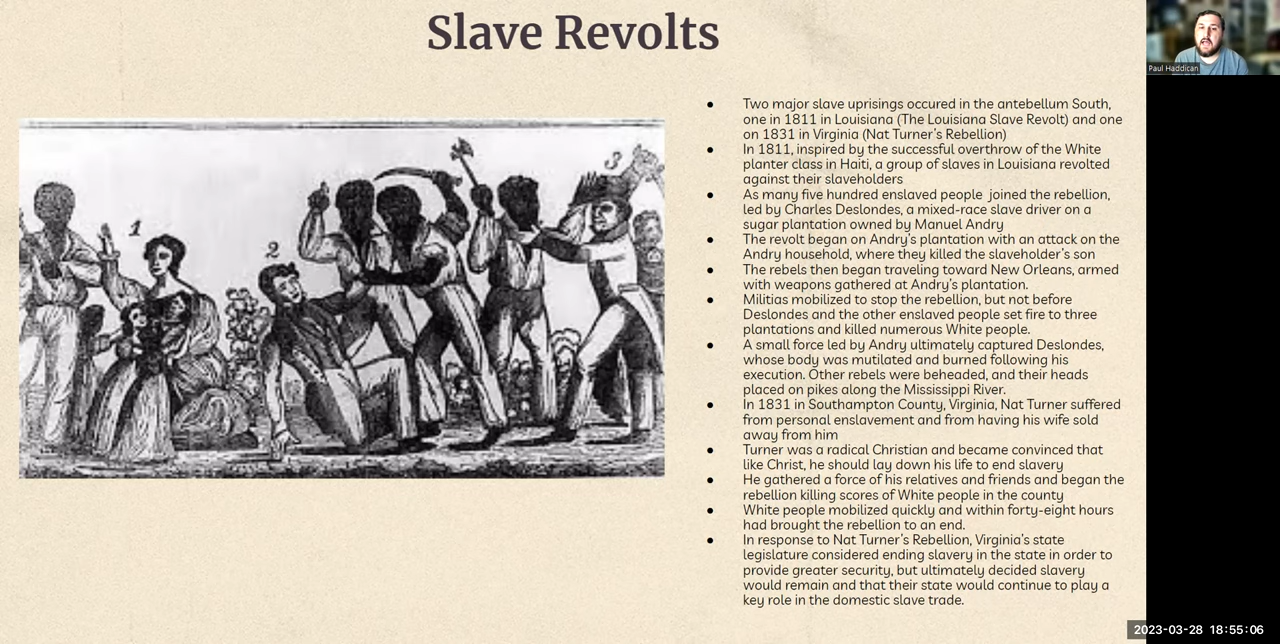 Slave Revolts
Paul Haddican
● Two major slave uprisings occured in the antebellum South,
one in 1811 in Louisiana (The Louisiana Slave Revolt) and one
on 1831 in Virginia (Nat Turner's Rebellion)
● In 1811, inspired by the successful overthrow of the White
planter class in Haiti, a group of slaves in Louisiana revolted
against their slaveholders
● As many five hundred enslaved people joined the rebellion,
led by Charles Deslondes, a mixed-race slave driver on a
sugar plantation owned by Manuel Andry
● The revolt began on Andry's plantation with an attack on the
Andry household, where they killed the slaveholder's son
● The rebels then began traveling toward New Orleans, armed
with weapons gathered at Andry's plantation.
● Militias mobilized to stop the rebellion, but not before
Deslondes and the other enslaved people set fire to three
plantations and killed numerous White people.
● A small force led by Andry ultimately captured Deslondes,
whose body was mutilated and burned following his
execution. Other rebels were beheaded, and their heads
placed on pikes along the Mississippi River.
● In 1831 in Southampton County, Virginia, Nat Turner suffered
from personal enslavement and from having his wife sold
away from him
● Turner was a radical Christian and became convinced that
like Christ, he should lay down his life to end slavery
● He gathered a force of his relatives and friends and began the
rebellion killing scores of White people in the county
● White people mobilized quickly and within forty-eight hours
had brought the rebellion to an end.
● In response to Nat Turner's Rebellion, Virginia's state
legislature considered ending slavery in the state in order to
provide greater security, but ultimately decided slavery
would remain and that their state would continue to play a
key role in the domestic slave trade.
1
2
3
2023-03-28 18:55:06